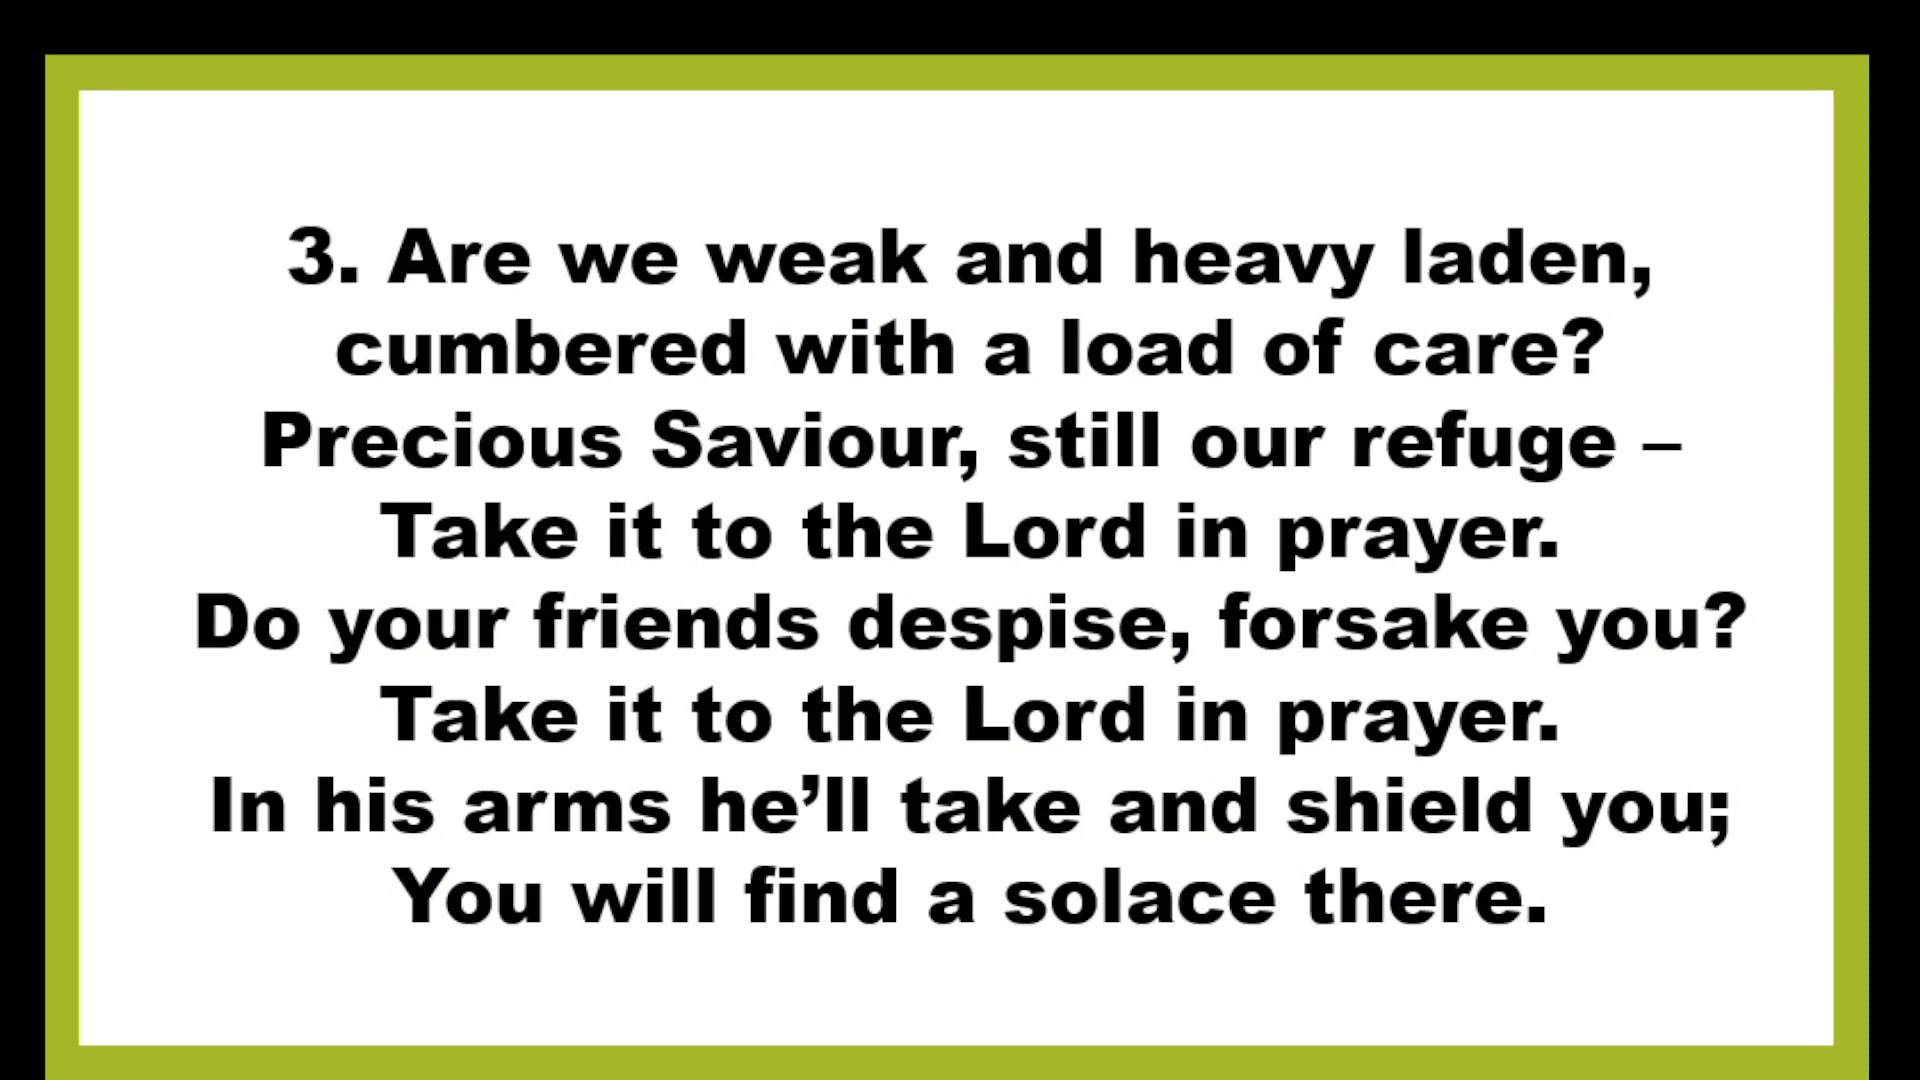 3. Are we weak and heavy laden,
cumbered with a load of care?
Precious Saviour, still our refuge –
Take it to the Lord in prayer.
Do your friends despise, forsake you?
Take it to the Lord in prayer.
In his arms he’ll take and shield you;
You will find a solace there.